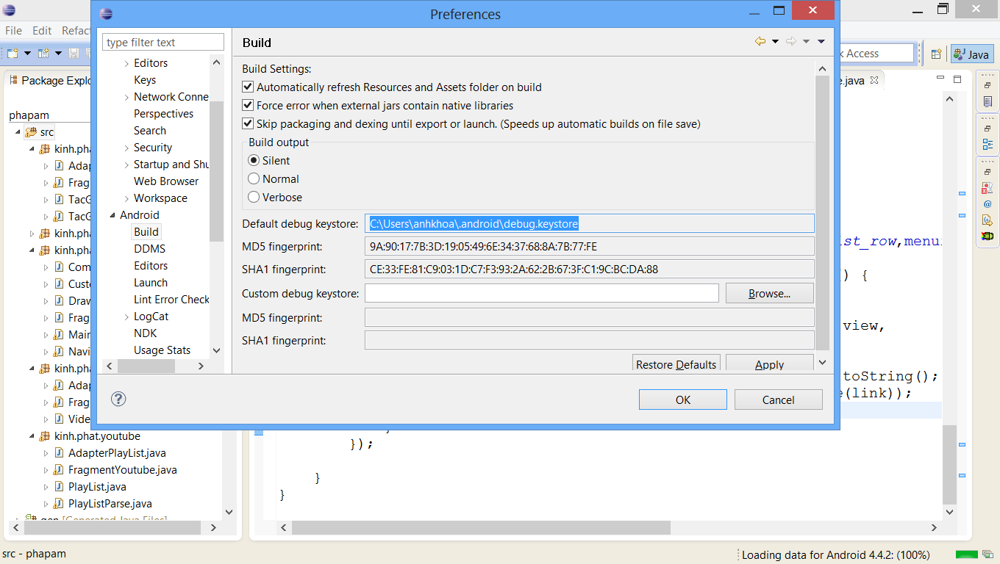 Preferences
File Edit Refact
type filter text
Build
Access
Java
Package Explo
.java
phapam
src
kinh.pha
Adap
Frag
TacG
TacG
kinh.pha
kinh.pha
Com
Custo
Draw
Frag
Main
Navi
kinh.pha
Adap
Frag
Vide
kinh.phat.youtube
AdapterPlayList.java
FragmentYoutube.java
PlayList.java
PlayListParse.java
gen [Generated Java Files]
Editors
Keys
Network Conne
Perspectives
Search
Security
Startup and Shu
Web Browser
Workspace
Android
Build
DDMS
Editors
Launch
Lint Error Check
LogCat
NDK
Usage Stats
Build Settings:
Automatically refresh Resources and Assets folder on build
Force error when external jars contain native libraries
Skip packaging and dexing until export or launch. (Speeds up automatic builds on file save)
Build output
Silent
Normal
Verbose
Default debug keystore: C:\Users\anhkhoa\.android\debug.keystore
MD5 fingerprint: 9A:90:17:7B:3D:19:05:49:6E:34:37:68:8A:7B:77:FE
SHA1 fingerprint: CE:33:FE:81:C9:03:1D:C7:F3:93:2A:62:2B:67:3F:C1:9C:BC:DA:88
Custom debug keystore: Browse...
MD5 fingerprint:
SHA1 fingerprint:
Restore Defaults Apply
OK Cancel
st_row,menu
) {
view,
toString();
(link));
}
});
}
}
src - phapam
Loading data for Android 4.4.2: (100%)